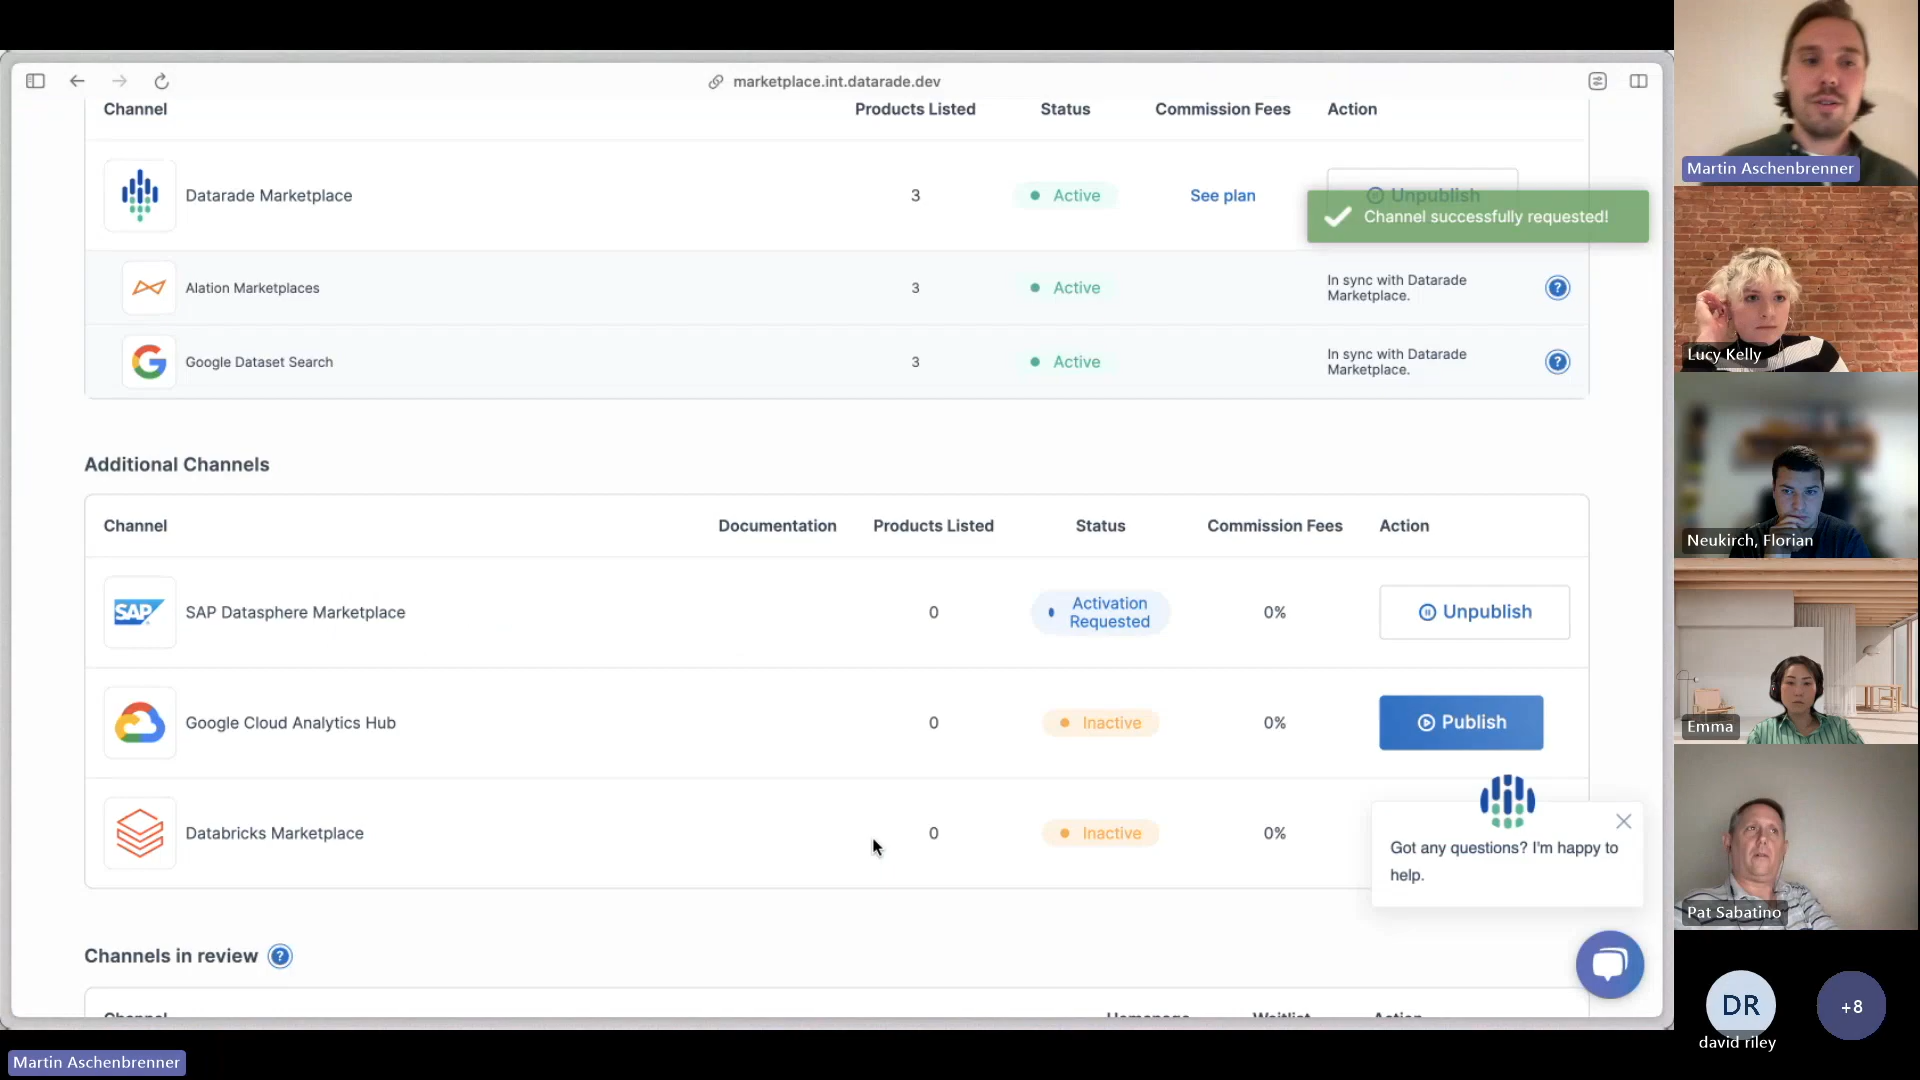 marketplace.int.datarade.dev
Channel Products Listed Status Commission Fees Action
Datarade Marketplace 3 Active See plan Unpublish
Channel successfully requested!
Alation Marketplaces 3 Active In sync with Datarade
Marketplace. ?
Google Dataset Search 3 Active In sync with Datarade
Marketplace. ?
Additional Channels
Channel Documentation Products Listed Status Commission Fees Action
SAP SAP Datasphere Marketplace 0 Activation
Requested 0% Unpublish
Google Cloud Analytics Hub 0 Inactive 0% Publish
Databricks Marketplace 0 Inactive 0%
Got any questions? I'm happy to
help.
Channels in review ?
Channel Homepage Waitlist Action
Martin Aschenbrenner
Martin Aschenbrenner
Lucy Kelly
Neukirch, Florian
Emma
Pat Sabatino
DR
david riley
+8